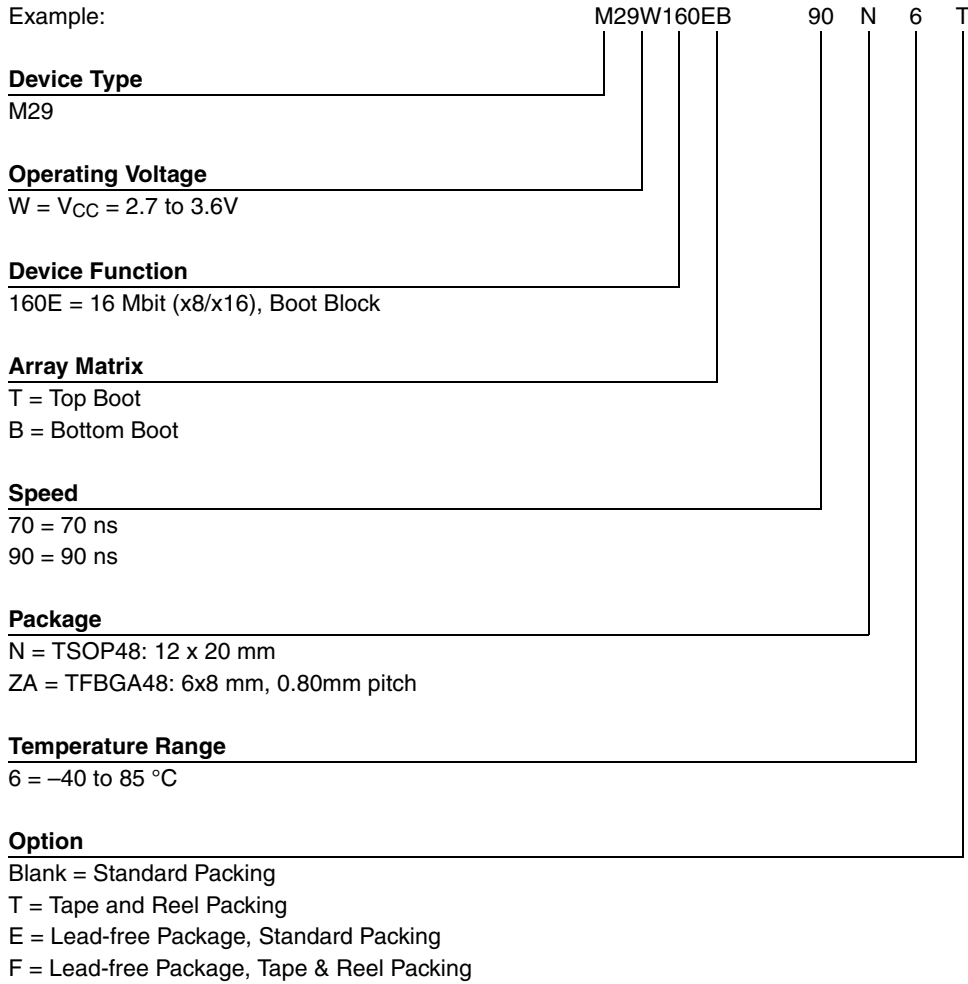 Example: M29W160EB 90 N 6 T
Device Type
M29
Operating Voltage
W = VCC = 2.7 to 3.6V
Device Function
160E = 16 Mbit (x8/x16), Boot Block
Array Matrix
T = Top Boot
B = Bottom Boot
Speed
70 = 70 ns
90 = 90 ns
Package
N = TSOP48: 12 x 20 mm
ZA = TFBGA48: 6x8 mm, 0.80mm pitch
Temperature Range
6 = –40 to 85 °C
Option
Blank = Standard Packing
T = Tape and Reel Packing
E = Lead-free Package, Standard Packing
F = Lead-free Package, Tape & Reel Packing